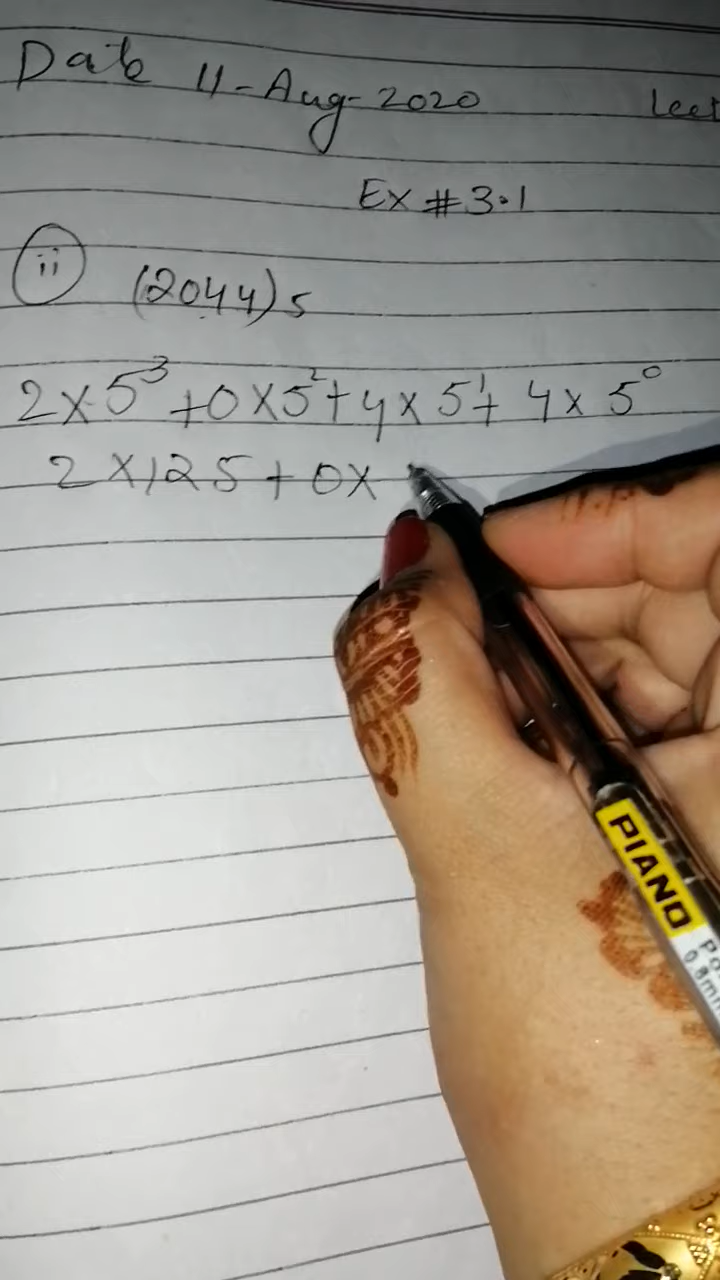 Date 11-Aug-2020
Ex # 3.1
ii (2044)₅
2×5³+0×5²+4×5¹+4×5⁰
2×125+0×
PIANO